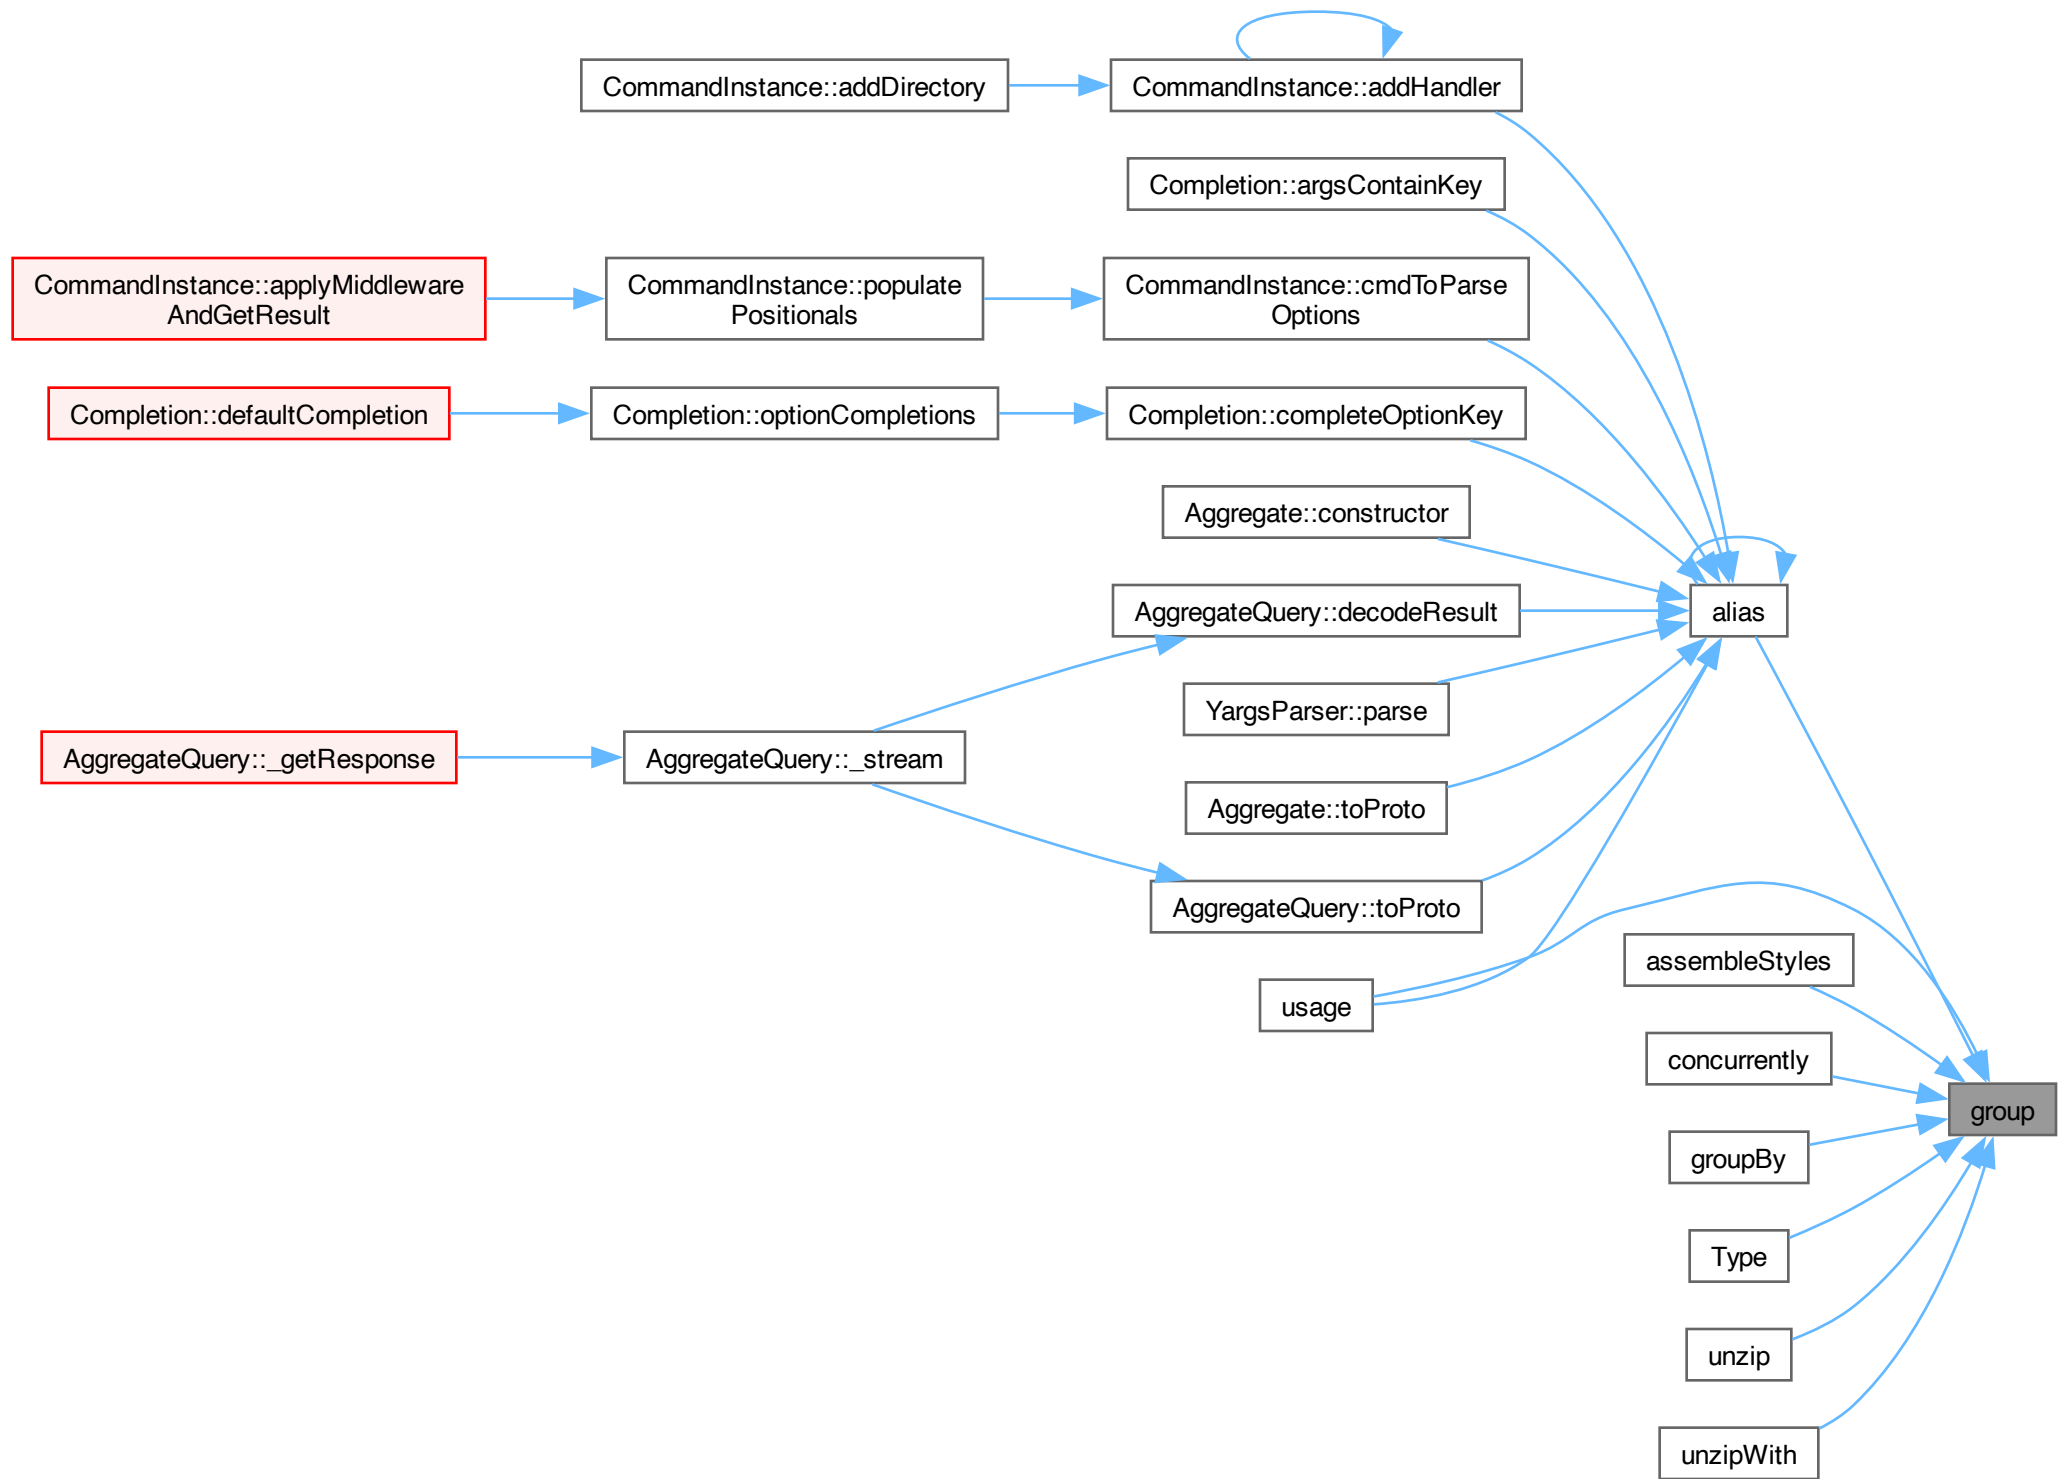 CommandInstance::addDirectory
CommandInstance::addHandler
Completion::argsContainKey
CommandInstance::applyMiddleware
AndGetResult
CommandInstance::populate
Positionals
CommandInstance::cmdToParse
Options
Completion::defaultCompletion
Completion::optionCompletions
Completion::completeOptionKey
Aggregate::constructor
AggregateQuery::decodeResult
alias
YargsParser::parse
AggregateQuery::_getResponse
AggregateQuery::_stream
Aggregate::toProto
AggregateQuery::toProto
assembleStyles
usage
concurrently
group
groupBy
Type
unzip
unzipWith